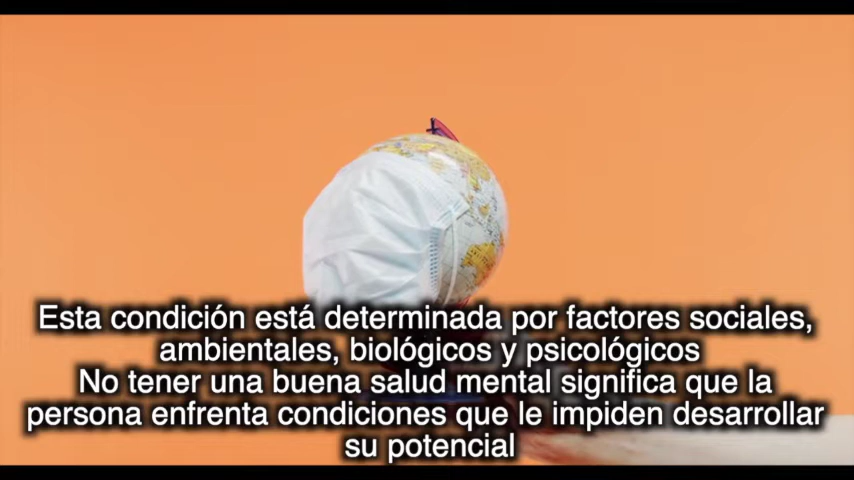 Esta condición está determinada por factores sociales,
ambientales, biológicos y psicológicos
No tener una buena salud mental significa que la
persona enfrenta condiciones que le impiden desarrollar
su potencial